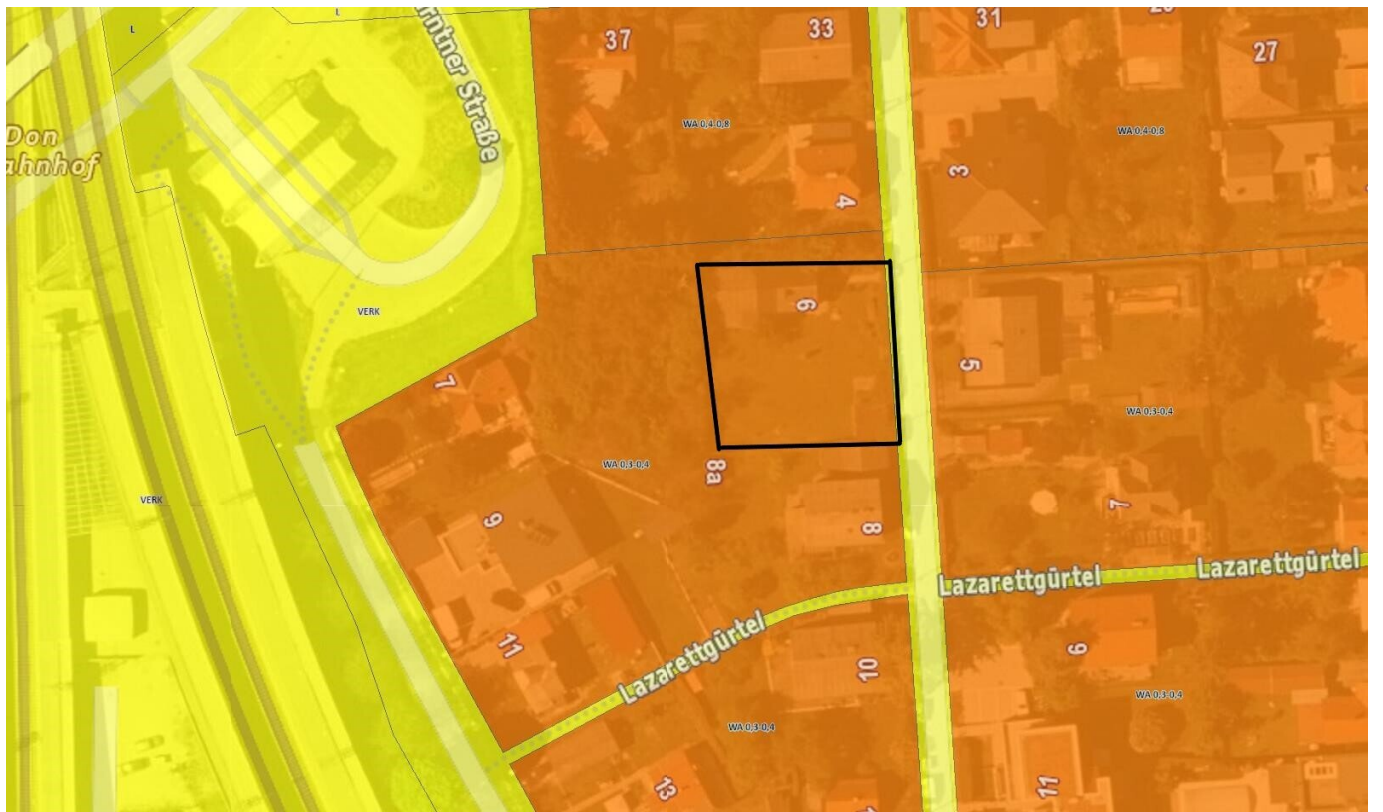 L
L
37
33
31
27
ärntner Straße
Don
ahnhof
WA 0,4-0,8
WA 0,4-0,8
3
4
6
VERK
5
7
WA 0,3-0,4
WA 0,3-0,4
8a
VERK
9
8
7
Lazarettgürtel
Lazarettgürtel
Lazarettgürtel
11
10
9
WA 0,3-0,4
WA 0,3-0,4
13
11